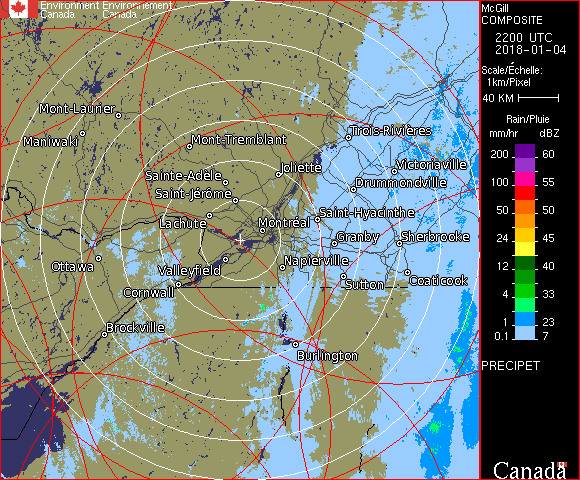 Environment Environnement
Canada Canada
McGill
COMPOSITE
2200 UTC
2018-01-04
Scale/Échelle:
1km/Pixel
40 KM
Rain/Pluie
mm/hr dBZ
200 60
100 55
50 50
24 45
12 40
4 33
1 23
0.1 7
PRECIPET
Canada
Mont-Laurier
Maniwaki
Mont-Tremblant
Trois-Rivières
Sainte-Adèle
Joliette
Victoriaville
Saint-Jérôme
Drummondville
Lachute
Montréal
Saint-Hyacinthe
Granby
Sherbrooke
Ottawa
Valleyfield
Napierville
Cornwall
Sutton
Coaticook
Brockville
Burlington